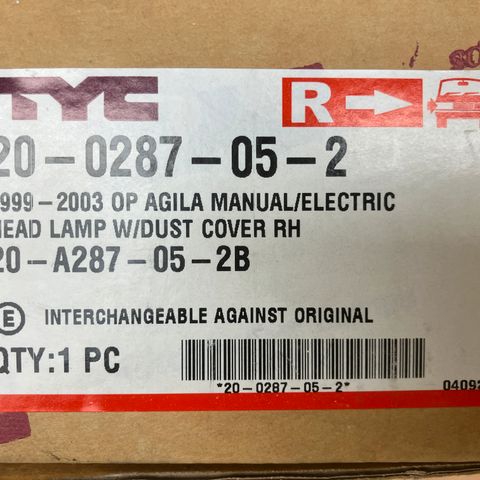 TYC
R
20-0287-05-2
1999-2003 OP AGILA MANUAL/ELECTRIC
HEAD LAMP W/DUST COVER RH
20-A287-05-2B
E INTERCHANGEABLE AGAINST ORIGINAL
QTY:1 PC
*20-0287-05-2*
0409